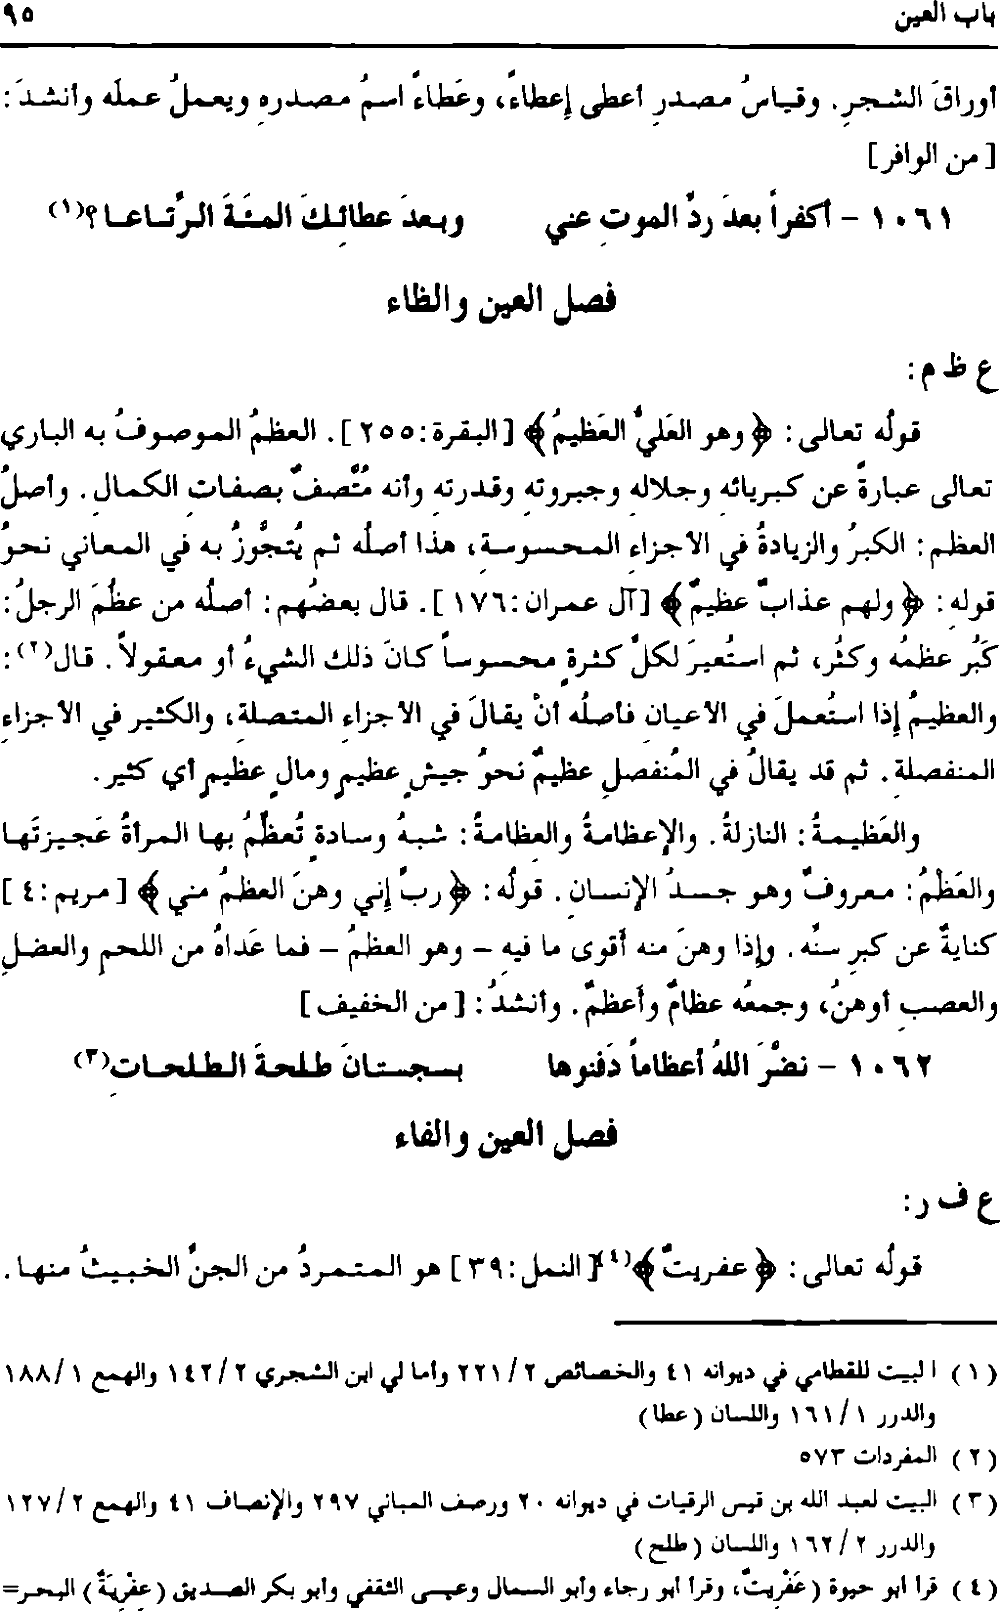 باب العين ٩٥
أوراقَ الشجرِ. وقياسُ مصدرِ أعطى إعطاءً، وعَطاءً اسمُ مصدرهِ ويعملُ عملَه وأنشدَ:
[ من الوافر ]
١٠٦١ - أكفراً بعدَ ردِّ الموتِ عني وبعدَ عطائِكَ المئةَ الرِّتاعا؟(١)
فصل العين والظاء
ع ظ م:
قولُه تعالى: ﴿وهو العَليُّ العَظيمُ﴾ [البقرة: ٢٥٥]. العظمُ الموصوفُ به الباري
تعالى عبارةٌ عن كبريائه وجلالهِ وجبروته وقدرتهِ وأنه مُتَّصفٌ بصفاتِ الكمالِ. وأصلُ
العظم: الكبرُ والزيادةُ في الأجزاءِ المحسوسةِ، هذا أصلُه ثم يُتجوَّزُ به في المعاني نحوُ
قولهِ: ﴿ولهم عذابٌ عظيمٌ﴾ [آل عمران: ١٧٦]. قال بعضُهم: أصلُه من عظُمَ الرجلُ:
كَبُر عظمُه وكثُر، ثم استُعيرَ لكلِّ كثرةٍ محسوساً كانَ ذلك الشيءُ أو معقولاً. قال(٢):
والعظيمُ إذا استُعملَ في الأعيانِ فأصلُه أنْ يقالَ في الأجزاءِ المتصلةِ، والكثير في الأجزاءِ
المنفصلةِ. ثم قد يقالُ في المُنفصلِ عظيمٌ نحوُ جيشٍ عظيمٍ ومالٍ عظيمٍ أي كثيرٍ.
والعَظيمةُ: النازلةُ. والإعظامةُ والعظامةُ: شبهُ وسادةٍ تُعظِّمُ بها المرأةُ عَجيزتَها
والعَظْمُ: معروفٌ وهو جسدُ الإنسانِ. قولُه: ﴿ربِّ إني وهنَ العظمُ مني﴾ [مريم: ٤]
كنايةٌ عن كبرِ سنِّه. وإذا وهنَ منه أقوى ما فيهِ - وهو العظمُ - فما عَداهُ من اللحمِ والعضلِ
والعصبِ أوهنُ، وجمعُه عظامٌ وأَعظمٌ. وأنشدُ: [ من الخفيف ]
١٠٦٢ - نضَّرَ اللهُ أعظاماً دَفنوها بسجستانَ طلحةَ الطلحاتِ(٣)
فصل العين والفاء
ع ف ر:
قولُه تعالى: ﴿عفريتٌ﴾(٤)[النمل: ٣٩] هو المتمردُ من الجنِّ الخبيثُ منها.
(١) البيت للقطامي في ديوانه ٤١ والخصائص ٢/ ٢٢١ وأما لي ابن الشجري ٢/ ١٤٢ والهمع ١/ ١٨٨
والدرر ١/ ١٦١ واللسان (عطا)
(٢) المفردات ٥٧٣
(٣) البيت لعبد الله بن قيس الرقيات في ديوانه ٢٠ ورصف المباني ٢٩٧ والإنصاف ٤١ والهمع ٢/ ١٢٧
والدرر ٢/ ١٦٢ واللسان (طلح)
(٤) قرأ أبو حيوة (عَفْرِيتٌ، وقرأ أبو رجاء وأبو السمال وعيسى الثقفي وأبو بكر الصديق (عِفْرِيَةٌ) البحر=